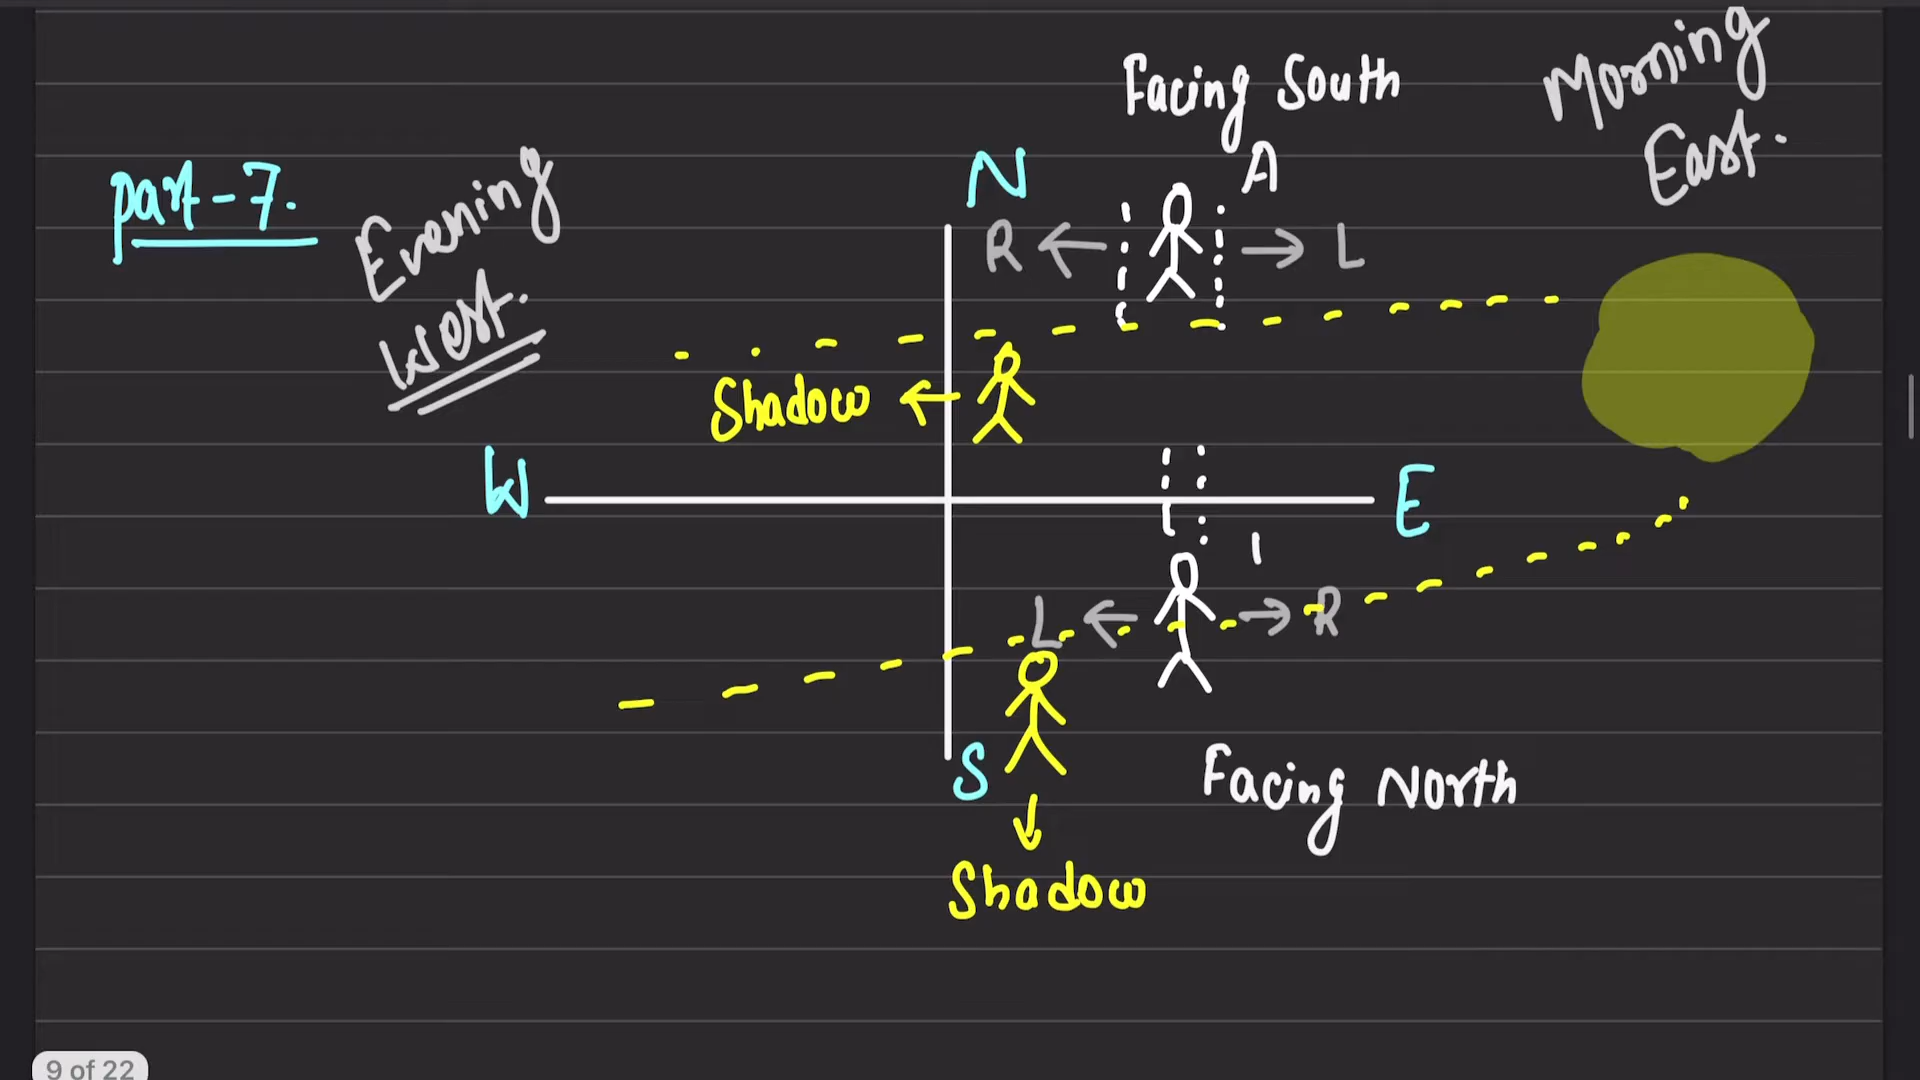 Facing South
Morning
East.
part-7.
Evening
West.
N
A
R
L
Shadow
W
E
I
L
R
S
Facing North
Shadow
9 of 22